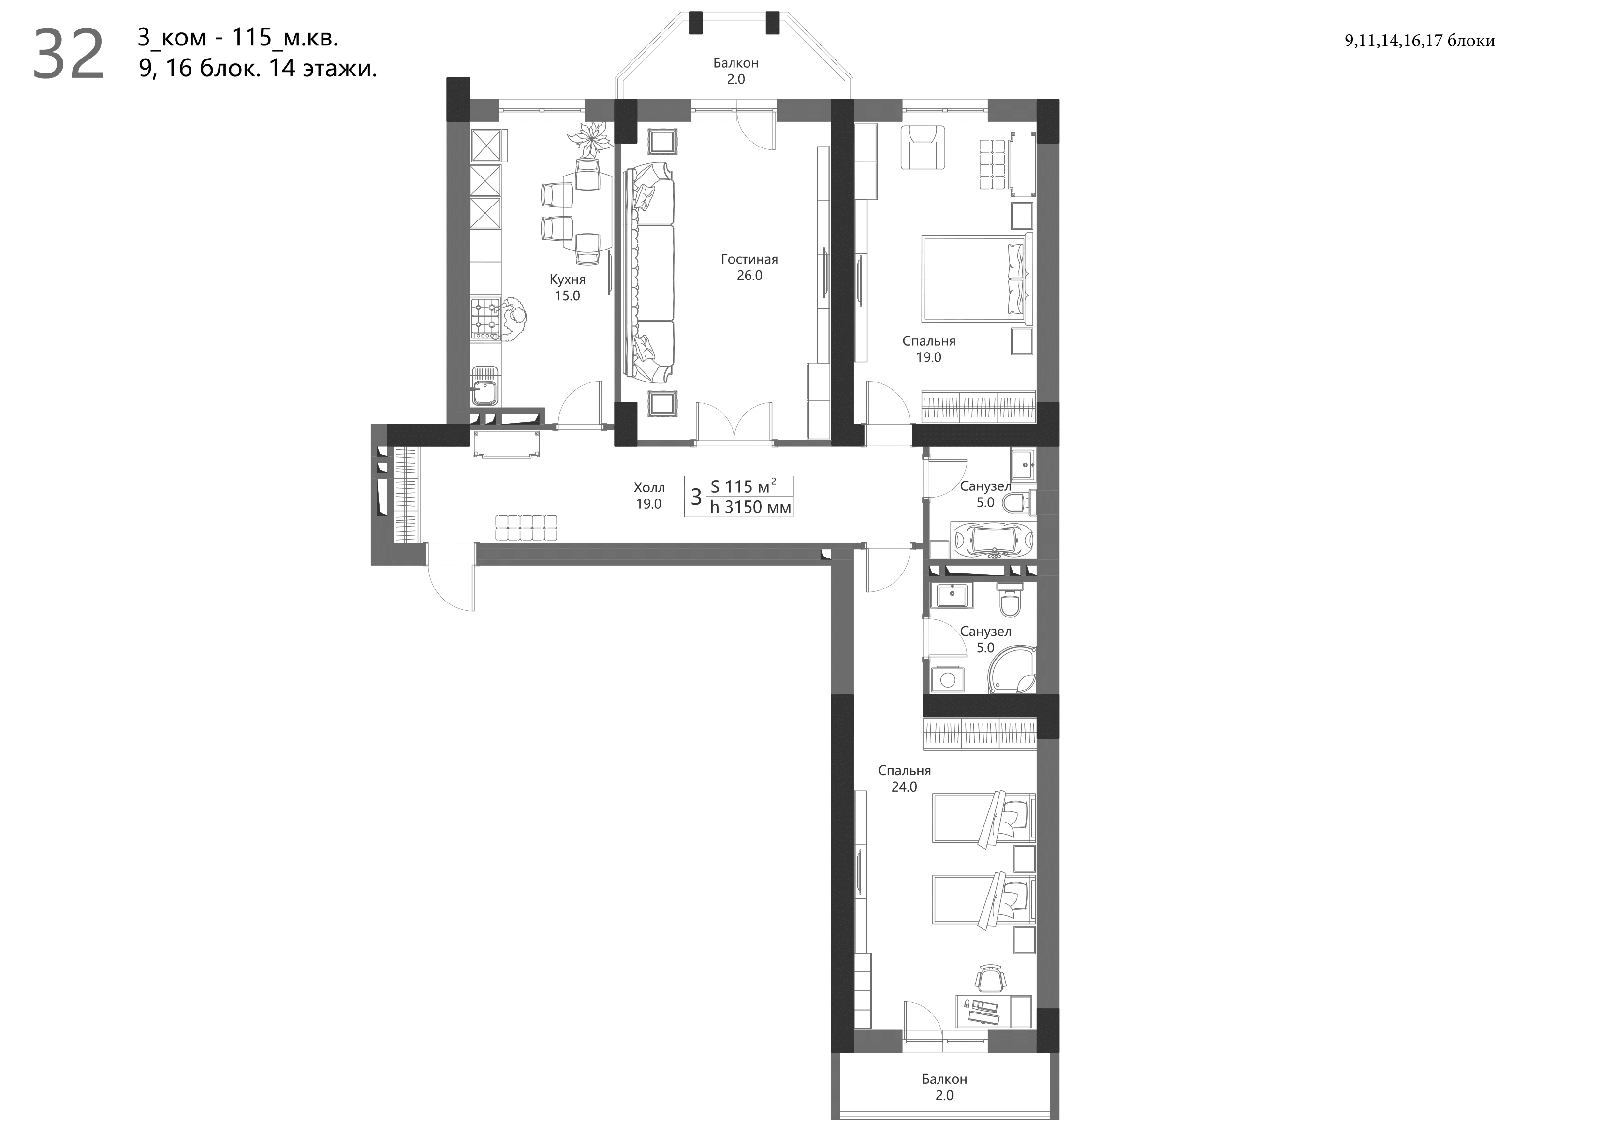 32
3_ком - 115_м.кв.
9, 16 блок. 14 этажи.
9,11,14,16,17 блоки
Балкон
2.0
Кухня
15.0
Гостиная
26.0
Спальня
19.0
Холл
19.0
3
S 115 м²
h 3150 мм
Санузел
5.0
Санузел
5.0
Спальня
24.0
Балкон
2.0